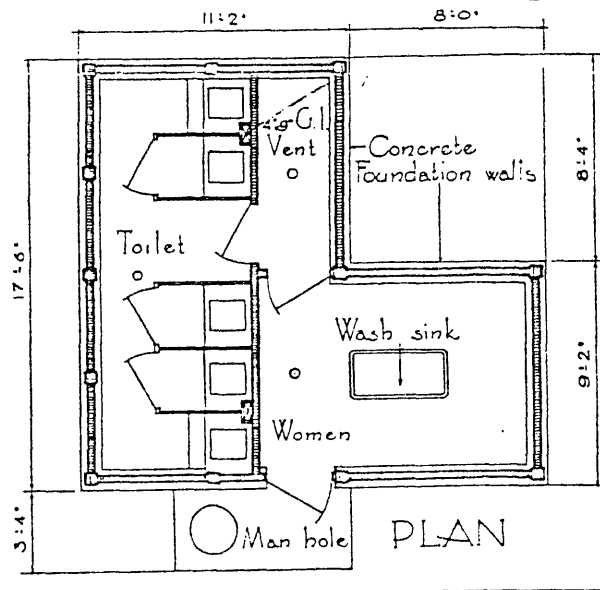 11'-2"
8'-0"
4"ø G.I.
Vent
Concrete
Foundation walls
8'-4"
Toilet
17'-6"
Wash sink
9'-2"
Women
3'-4"
Man hole
PLAN